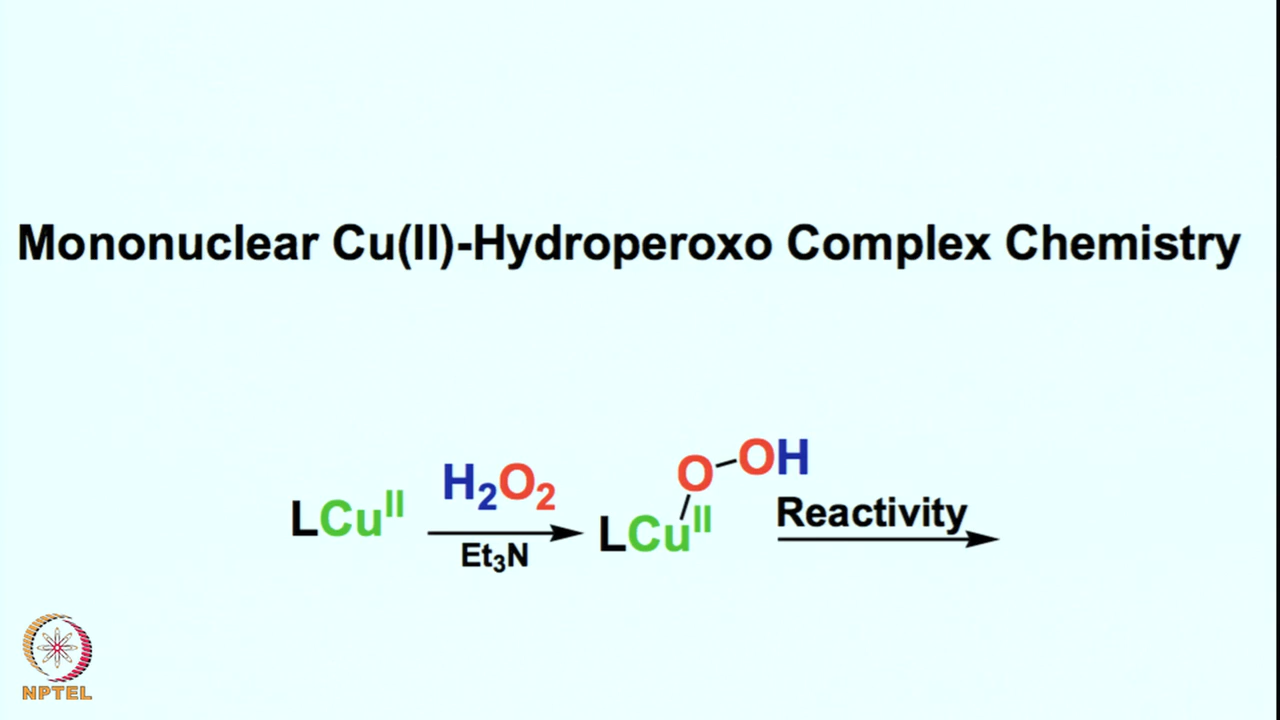 Mononuclear Cu(II)-Hydroperoxo Complex Chemistry
LCuᴵᴵ H₂O₂ Et₃N LCuᴵᴵ O-OH Reactivity
NPTEL